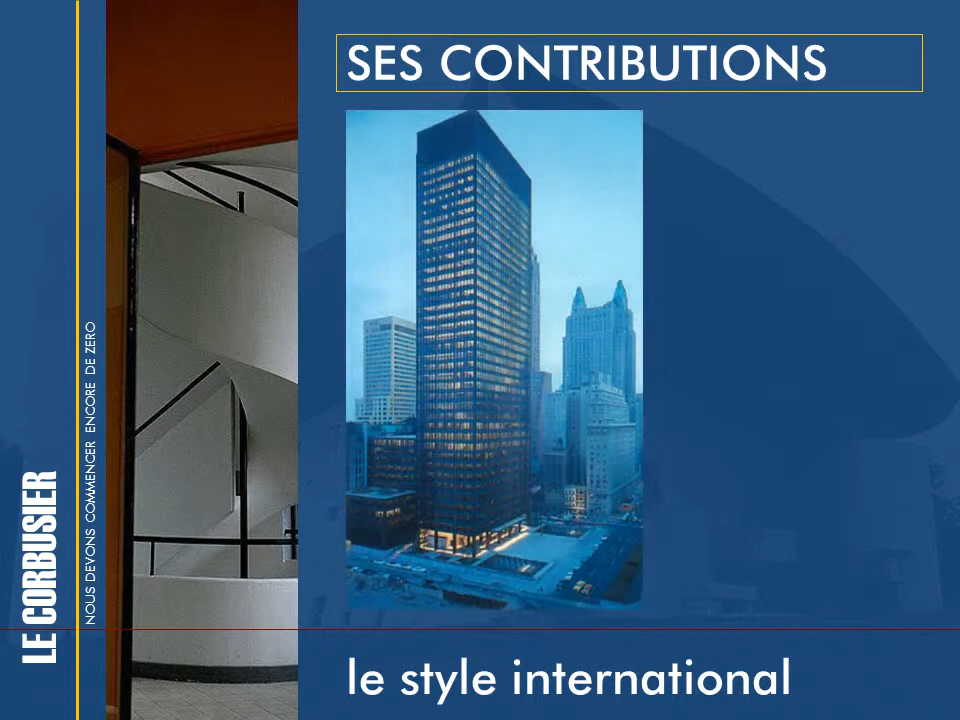 SES CONTRIBUTIONS
le style international
LE CORBUSIER
NOUS DEVONS COMMENCER ENCORE DE ZERO